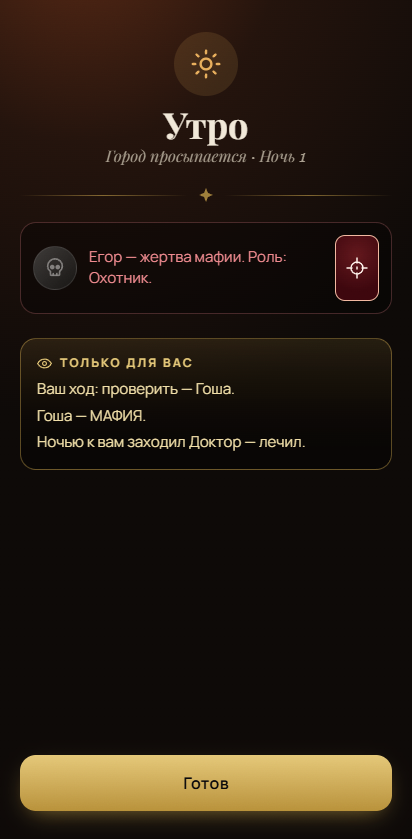 Утро
Город просыпается · Ночь 1
Егор — жертва мафии. Роль:
Охотник.
ТОЛЬКО ДЛЯ ВАС
Ваш ход: проверить — Гоша.
Гоша — МАФИЯ.
Ночью к вам заходил Доктор — лечил.
Готов